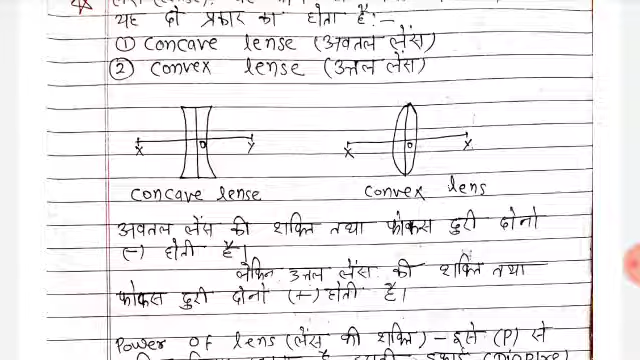 यह दो प्रकार का होता है:-
① Concave lense (अवतल लेंस)
② Convex lense (उत्तल लेंस)
X O Y
X O X
Concave lense
Convex lens
अवतल लेंस की शक्ति तथा फोकस दुरी दोनो
(-) होती है।
लेकिन उत्तल लेंस की शक्ति तथा
फोकस दुरी दोनो (+) होती है।
Power of lens (लेंस की शक्ति) - इसे (P) से